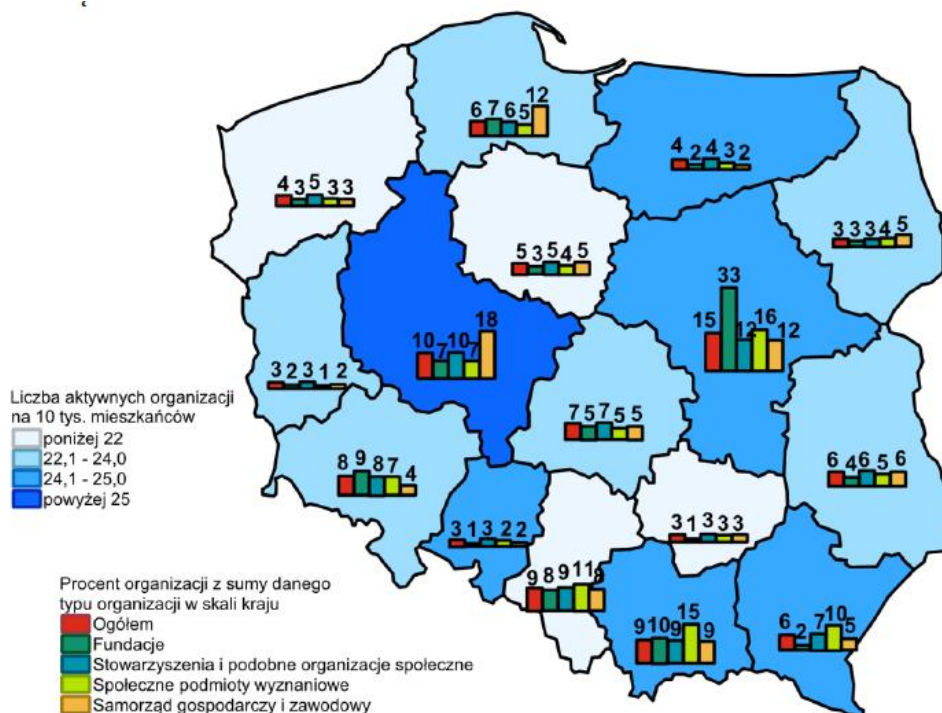 6 7 6 5 12
4 2 4 3 2
4 3 5 3 3
3 3 3 4 5
5 3 5 4 5
15 33 12 16 12
10 7 10 7 18
3 2 3 1 2
7 5 7 5 5
8 9 8 7 4
6 4 6 5 6
3 1 3 2 2
3 1 3 3 3
9 8 9 11 8
9 10 9 15 9
6 2 7 10 5
Liczba aktywnych organizacji
na 10 tys. mieszkańców
poniżej 22
22,1 - 24,0
24,1 - 25,0
powyżej 25
Procent organizacji z sumy danego
typu organizacji w skali kraju
Ogółem
Fundacje
Stowarzyszenia i podobne organizacje społeczne
Społeczne podmioty wyznaniowe
Samorząd gospodarczy i zawodowy